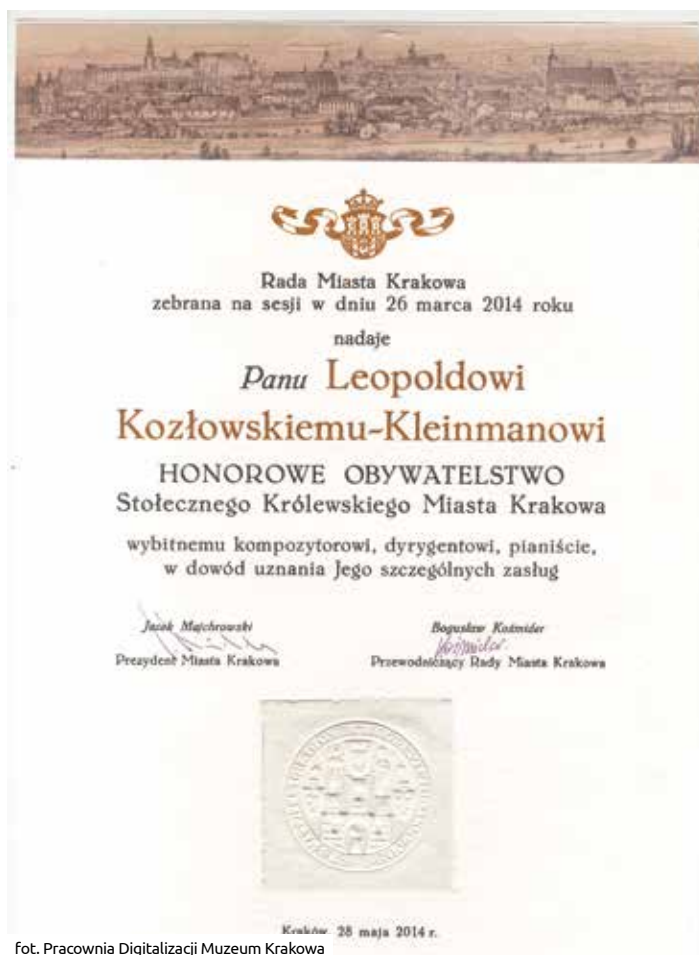 Rada Miasta Krakowa
zebrana na sesji w dniu 26 marca 2014 roku
nadaje
Panu Leopoldowi
Kozłowskiemu-Kleinmanowi
HONOROWE OBYWATELSTWO
Stołecznego Królewskiego Miasta Krakowa
wybitnemu kompozytorowi, dyrygentowi, pianiście,
w dowód uznania Jego szczególnych zasług
Jacek Majchrowski
Prezydent Miasta Krakowa
Bogusław Kośmider
Przewodniczący Rady Miasta Krakowa
Kraków, 28 maja 2014 r.
fot. Pracownia Digitalizacji Muzeum Krakowa